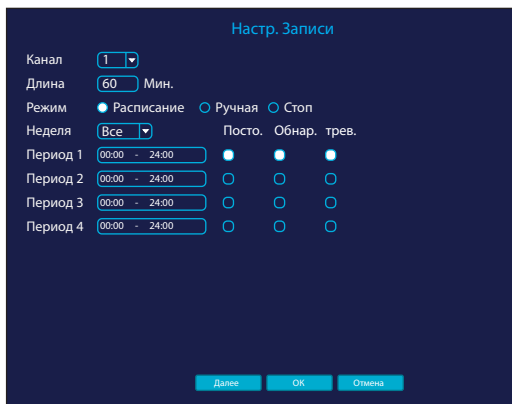 Настр. Записи
Канал 1
Длина 60 Мин.
Режим Расписание Ручная Стоп
Неделя Все Посто. Обнар. трев.
Период 1 00:00 - 24:00
Период 2 00:00 - 24:00
Период 3 00:00 - 24:00
Период 4 00:00 - 24:00
Далее ОК Отмена